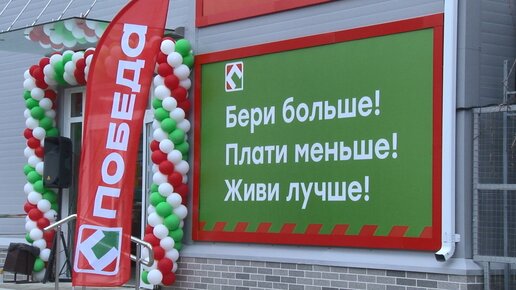 ПОБЕДА
Бери больше!
Плати меньше!
Живи лучше!